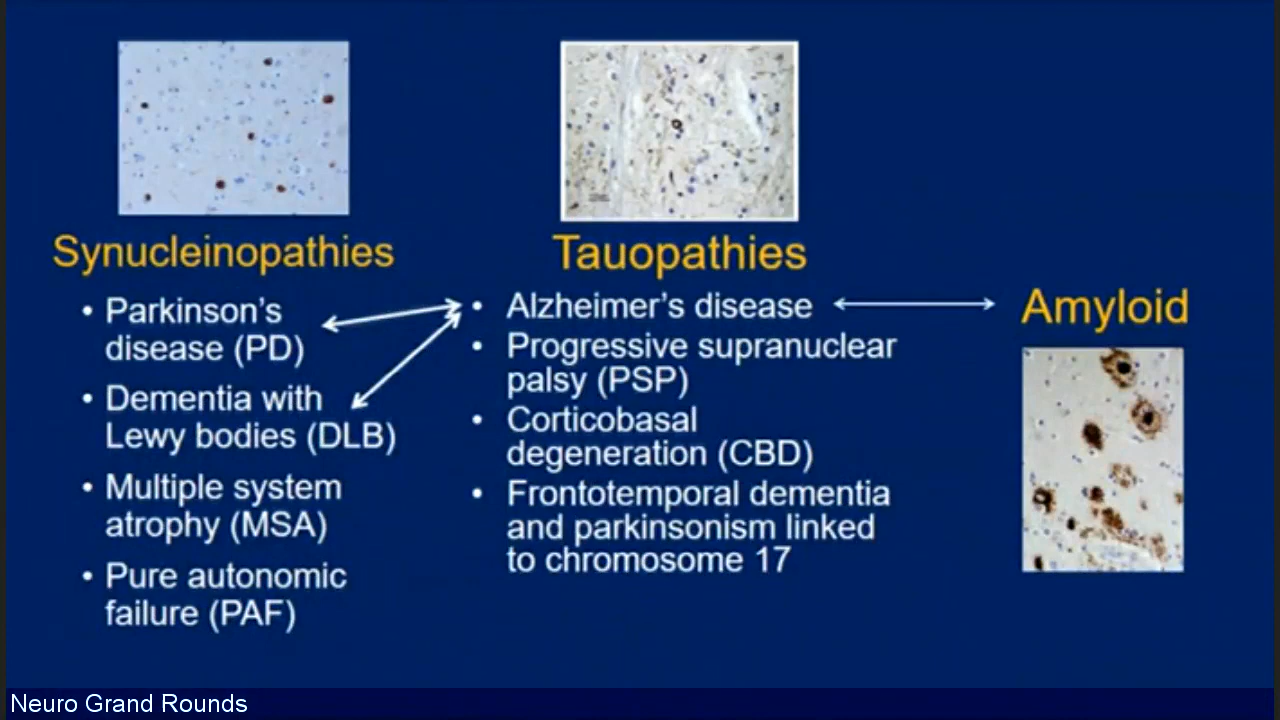 Synucleinopathies
• Parkinson's
disease (PD)
• Dementia with
Lewy bodies (DLB)
• Multiple system
atrophy (MSA)
• Pure autonomic
failure (PAF)
Tauopathies
• Alzheimer's disease
• Progressive supranuclear
palsy (PSP)
• Corticobasal
degeneration (CBD)
• Frontotemporal dementia
and parkinsonism linked
to chromosome 17
Amyloid
Neuro Grand Rounds